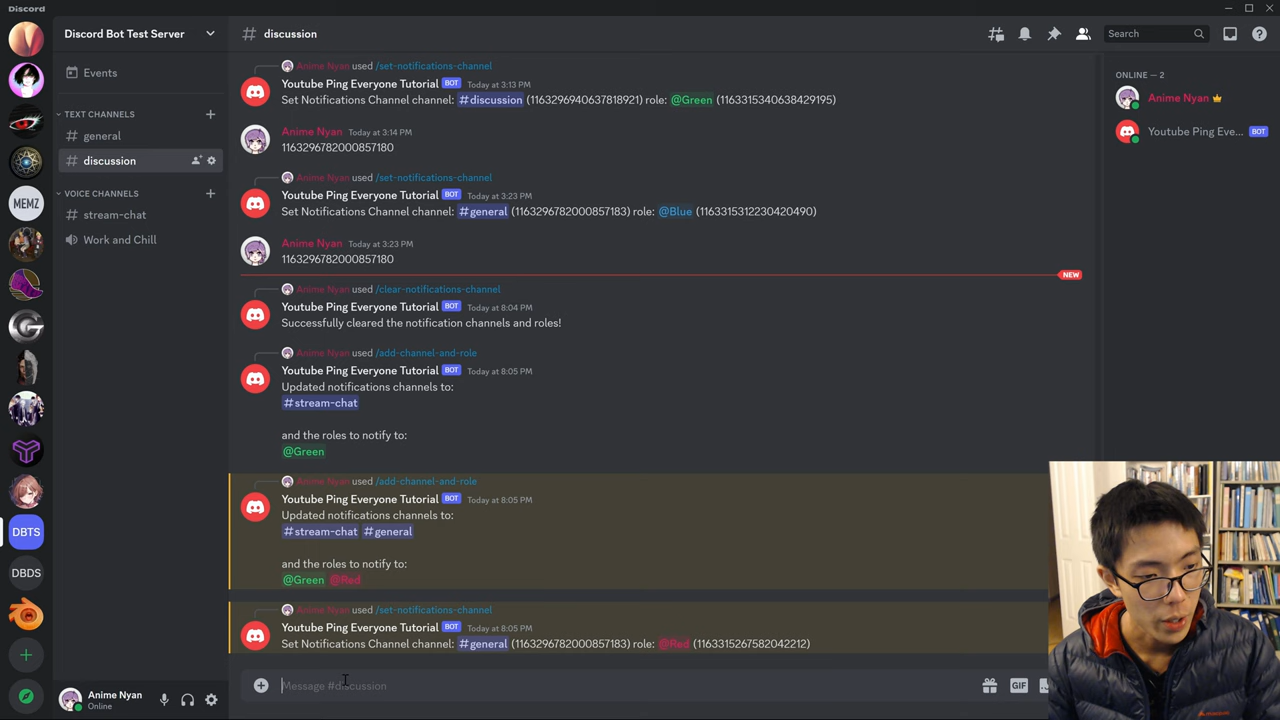 Discord
Discord Bot Test Server
discussion
Search
Events
TEXT CHANNELS
general
discussion
VOICE CHANNELS
stream-chat
Work and Chill
MEMZ
DBTS
DBDS
Anime Nyan
Online
Anime Nyan used /set-notifications-channel
Youtube Ping Everyone Tutorial BOT Today at 3:13 PM
Set Notifications Channel channel: #discussion (1163296940637818921) role: @Green (1163315340638429195)
Anime Nyan Today at 3:14 PM
1163296782000857180
Anime Nyan used /set-notifications-channel
Youtube Ping Everyone Tutorial BOT Today at 3:23 PM
Set Notifications Channel channel: #general (1163296782000857183) role: @Blue (1163315312230420490)
Anime Nyan Today at 3:23 PM
1163296782000857180
NEW
Anime Nyan used /clear-notifications-channel
Youtube Ping Everyone Tutorial BOT Today at 8:04 PM
Successfully cleared the notification channels and roles!
Anime Nyan used /add-channel-and-role
Youtube Ping Everyone Tutorial BOT Today at 8:05 PM
Updated notifications channels to:
#stream-chat
and the roles to notify to:
@Green
Anime Nyan used /add-channel-and-role
Youtube Ping Everyone Tutorial BOT Today at 8:05 PM
Updated notifications channels to:
#stream-chat #general
and the roles to notify to:
@Green @Red
Anime Nyan used /set-notifications-channel
Youtube Ping Everyone Tutorial BOT Today at 8:05 PM
Set Notifications Channel channel: #general (1163296782000857183) role: @Red (1163315267582042212)
Message #discussion
GIF
ONLINE — 2
Anime Nyan
Youtube Ping Eve... BOT